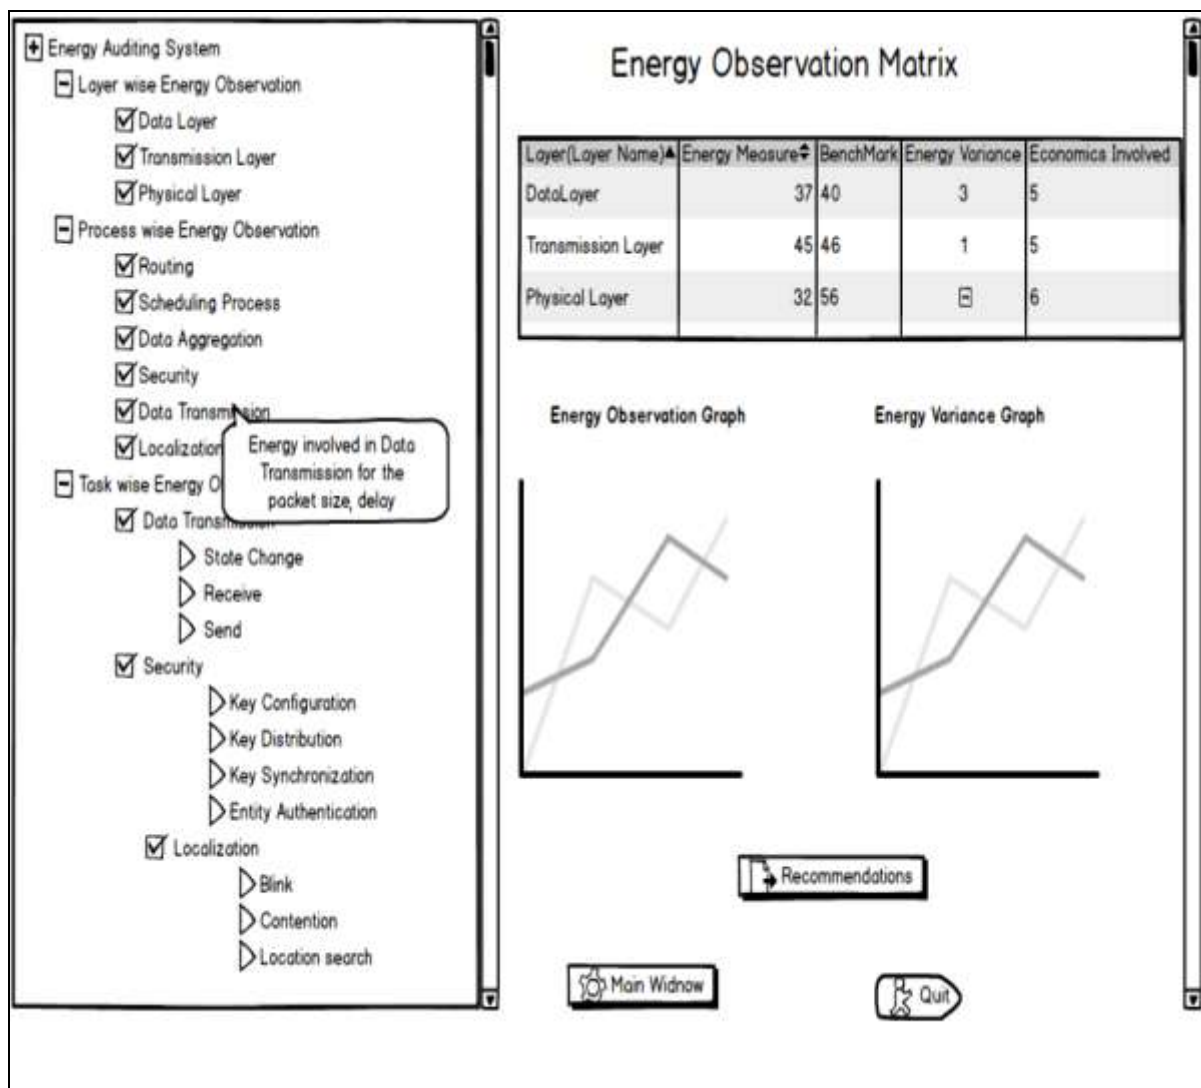 Energy Auditing System
Layer wise Energy Observation
Data Layer
Transmission Layer
Physical Layer
Process wise Energy Observation
Routing
Scheduling Process
Data Aggregation
Security
Data Transmission
Localization
Energy involved in Data
Transmission for the
packet size, delay
Task wise Energy O
Data Transmission
State Change
Receive
Send
Security
Key Configuration
Key Distribution
Key Synchronization
Entity Authentication
Localization
Blink
Contention
Location search
Energy Observation Matrix
Layer(Layer Name) Energy Measure BenchMark Energy Variance Economics Involved
DataLayer 37 40 3 5
Transmission Layer 45 46 1 5
Physical Layer 32 56 6
Energy Observation Graph Energy Variance Graph
Recommendations
Main Widnow
Quit